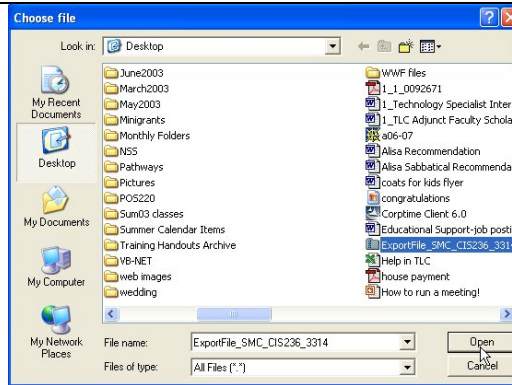 Choose file
Look in: Desktop
My Recent Documents
Desktop
My Documents
My Computer
My Network Places
June2003
March2003
May2003
Minigrants
Monthly Folders
NSS
Pathways
Pictures
POS220
Sum03 classes
Summer Calendar Items
Training Handouts Archive
VB-NET
web images
wedding
WWF files
1_1_0092671
1_Technology Specialist Inter
1_TLC Adjunct Faculty Schola
a06-07
Alisa Recommendation
Alisa Sabbatical Recommenda
coats for kids flyer
congratulations
Corptime Client 6.0
Educational Support-job posti
ExportFile_SMC_CIS236_331
Help in TLC
house payment
How to run a meeting!
File name: ExportFile_SMC_CIS236_3314 Open
Files of type: All Files (*.*) Cancel